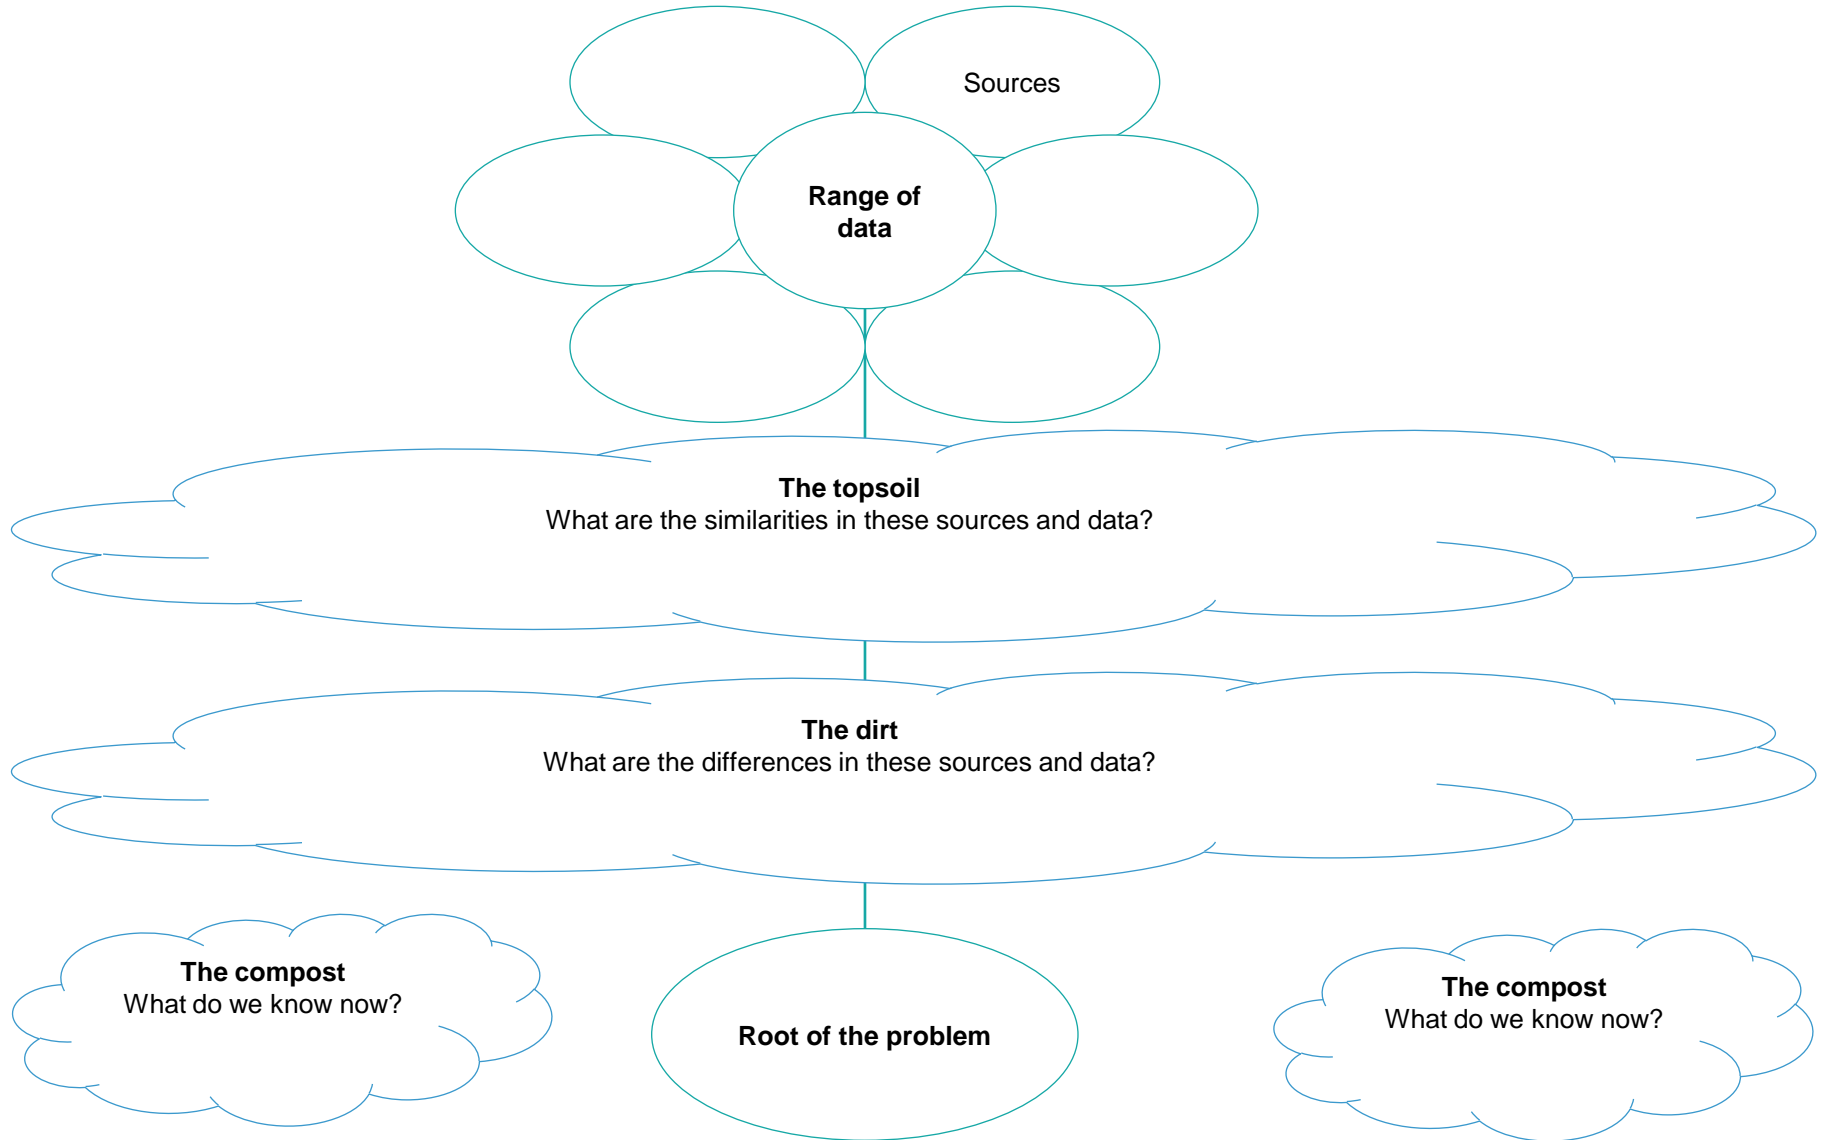 Sources
Range of
data
The topsoil
What are the similarities in these sources and data?
The dirt
What are the differences in these sources and data?
The compost
What do we know now?
Root of the problem
The compost
What do we know now?